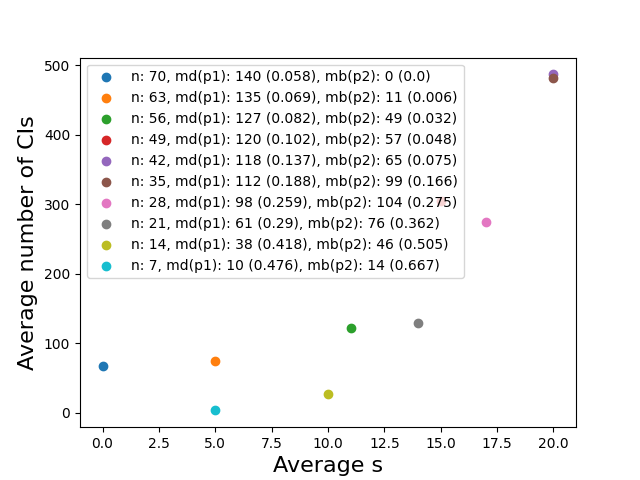 500
400
300
200
100
0
Average number of CIs
n: 70, md(p1): 140 (0.058), mb(p2): 0 (0.0)
n: 63, md(p1): 135 (0.069), mb(p2): 11 (0.006)
n: 56, md(p1): 127 (0.082), mb(p2): 49 (0.032)
n: 49, md(p1): 120 (0.102), mb(p2): 57 (0.048)
n: 42, md(p1): 118 (0.137), mb(p2): 65 (0.075)
n: 35, md(p1): 112 (0.188), mb(p2): 99 (0.166)
n: 28, md(p1): 98 (0.259), mb(p2): 104 (0.275)
n: 21, md(p1): 61 (0.29), mb(p2): 76 (0.362)
n: 14, md(p1): 38 (0.418), mb(p2): 46 (0.505)
n: 7, md(p1): 10 (0.476), mb(p2): 14 (0.667)
0.0 2.5 5.0 7.5 10.0 12.5 15.0 17.5 20.0
Average s